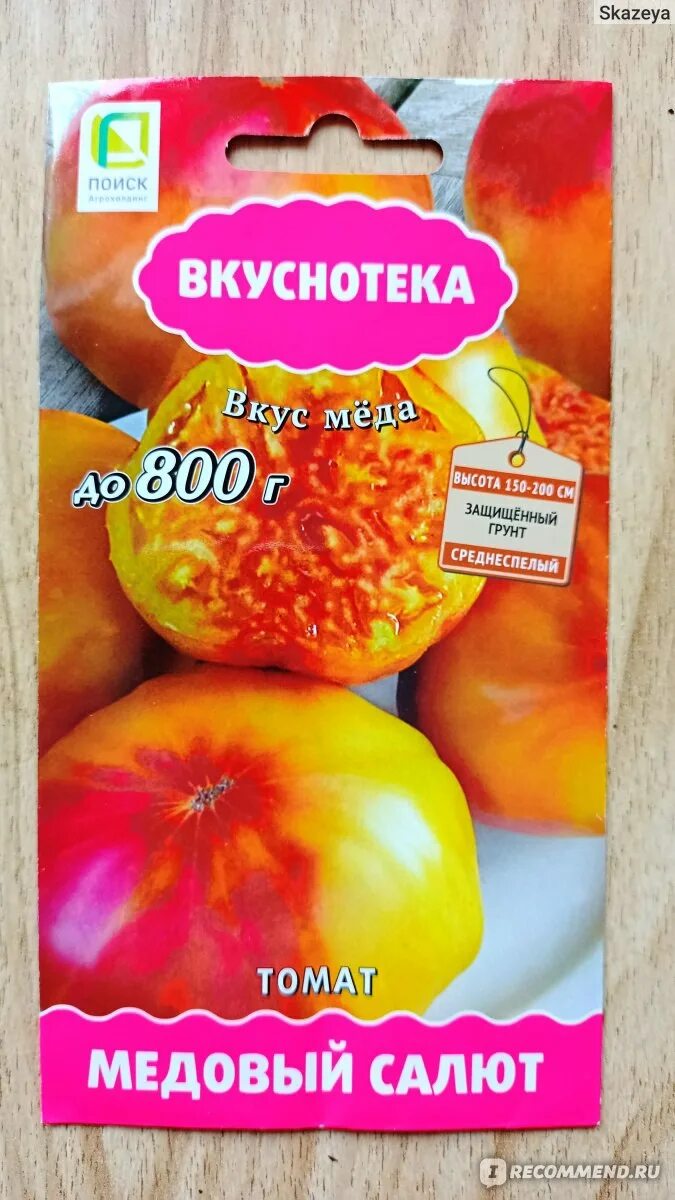 Skazeya
ПОИСК
Агрохолдинг
ВКУСНОТЕКА
Вкус мёда
до 800 г
ВЫСОТА 150-200 СМ
ЗАЩИЩЁННЫЙ
ГРУНТ
СРЕДНЕСПЕЛЫЙ
ТОМАТ
МЕДОВЫЙ САЛЮТ
IRECOMMEND.RU